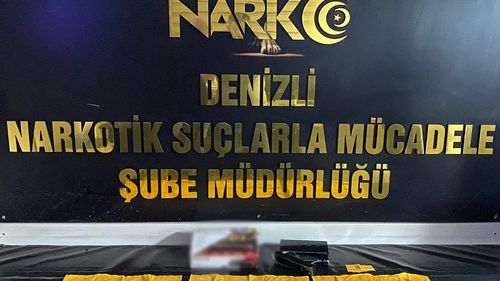 NARKO
DENİZLİ
NARKOTİK SUÇLARLA MÜCADELE
ŞUBE MÜDÜRLÜĞÜ